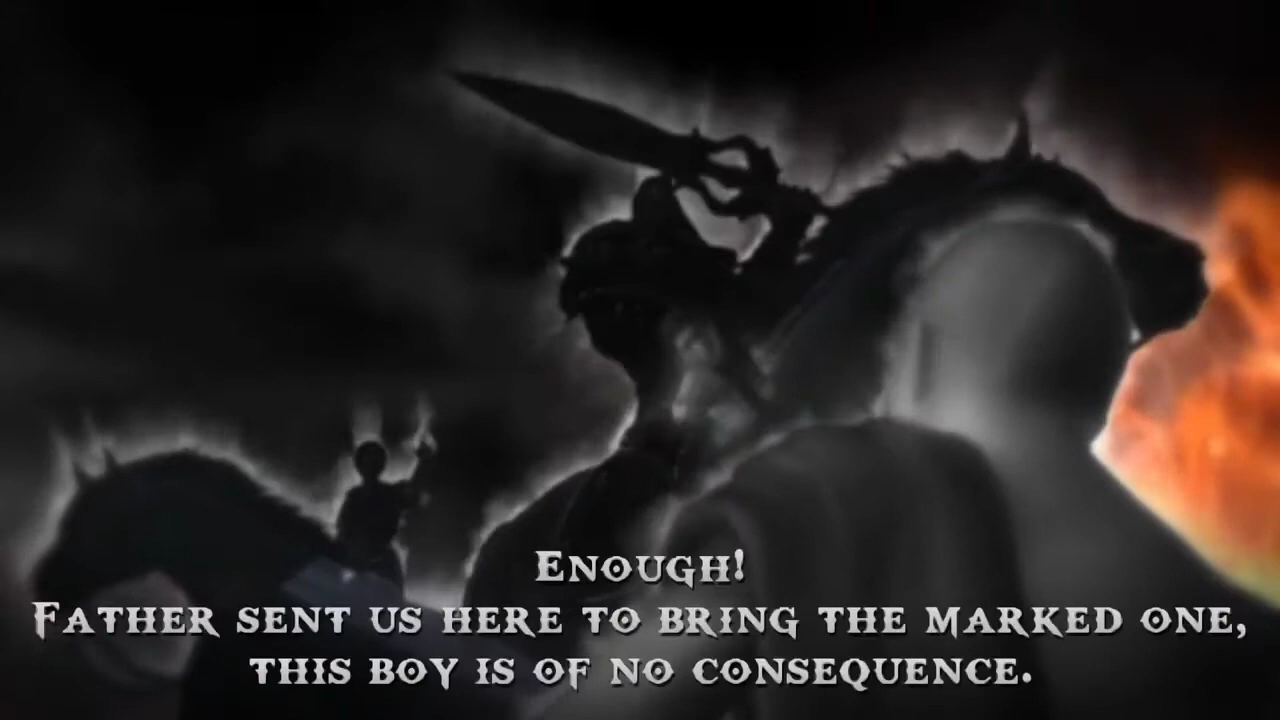 Enough!
Father sent us here to bring the marked one,
this boy is of no consequence.